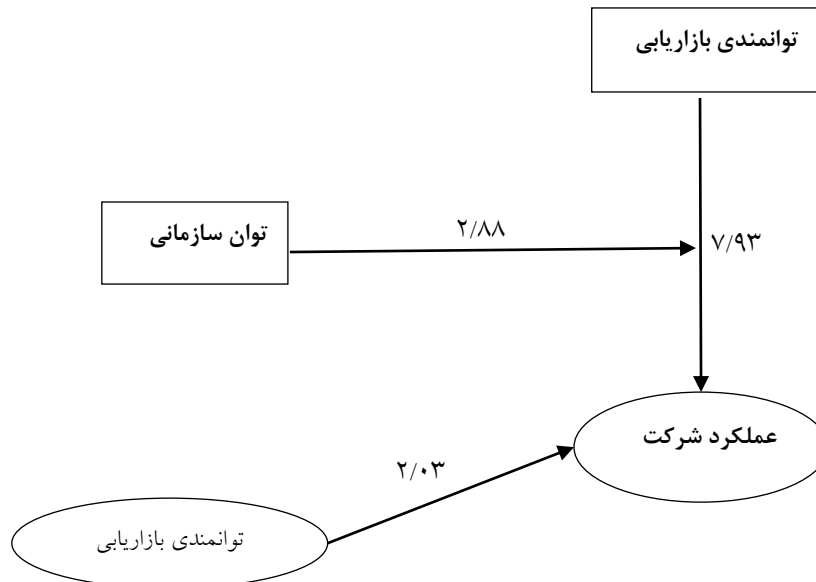 توانمندی بازاریابی
۲/۸۸
توان سازمانی
۷/۹۳
عملکرد شرکت
۲/۰۳
توانمندی بازاریابی